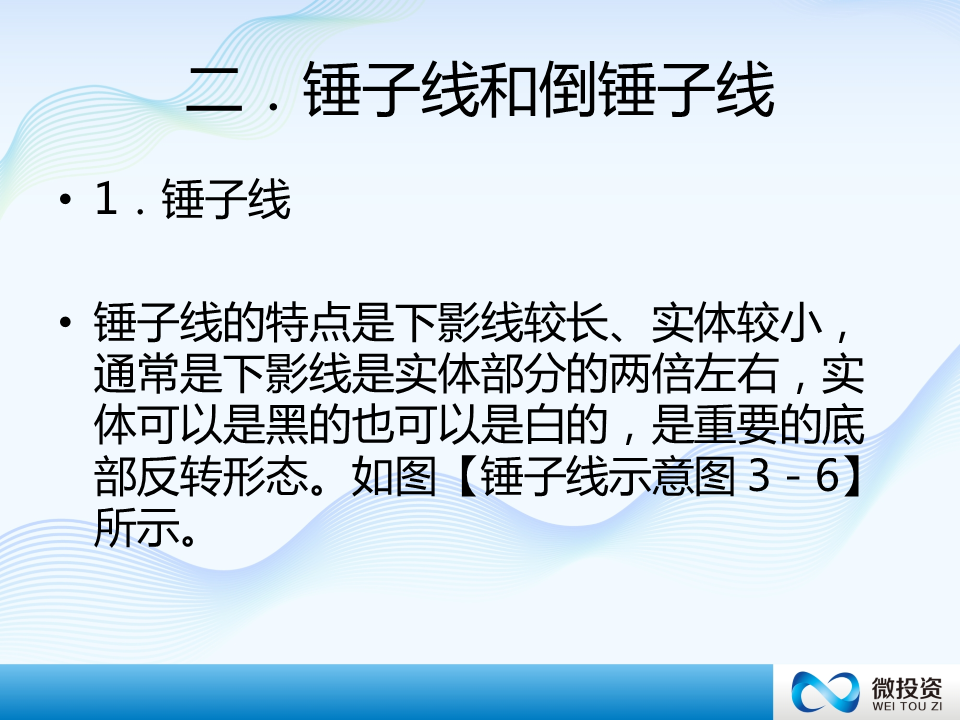 二．锤子线和倒锤子线
• 1．锤子线
• 锤子线的特点是下影线较长、实体较小，
通常是下影线是实体部分的两倍左右，实
体可以是黑的也可以是白的，是重要的底
部反转形态。如图【锤子线示意图3－6】
所示。
微投资
WEI TOU ZI